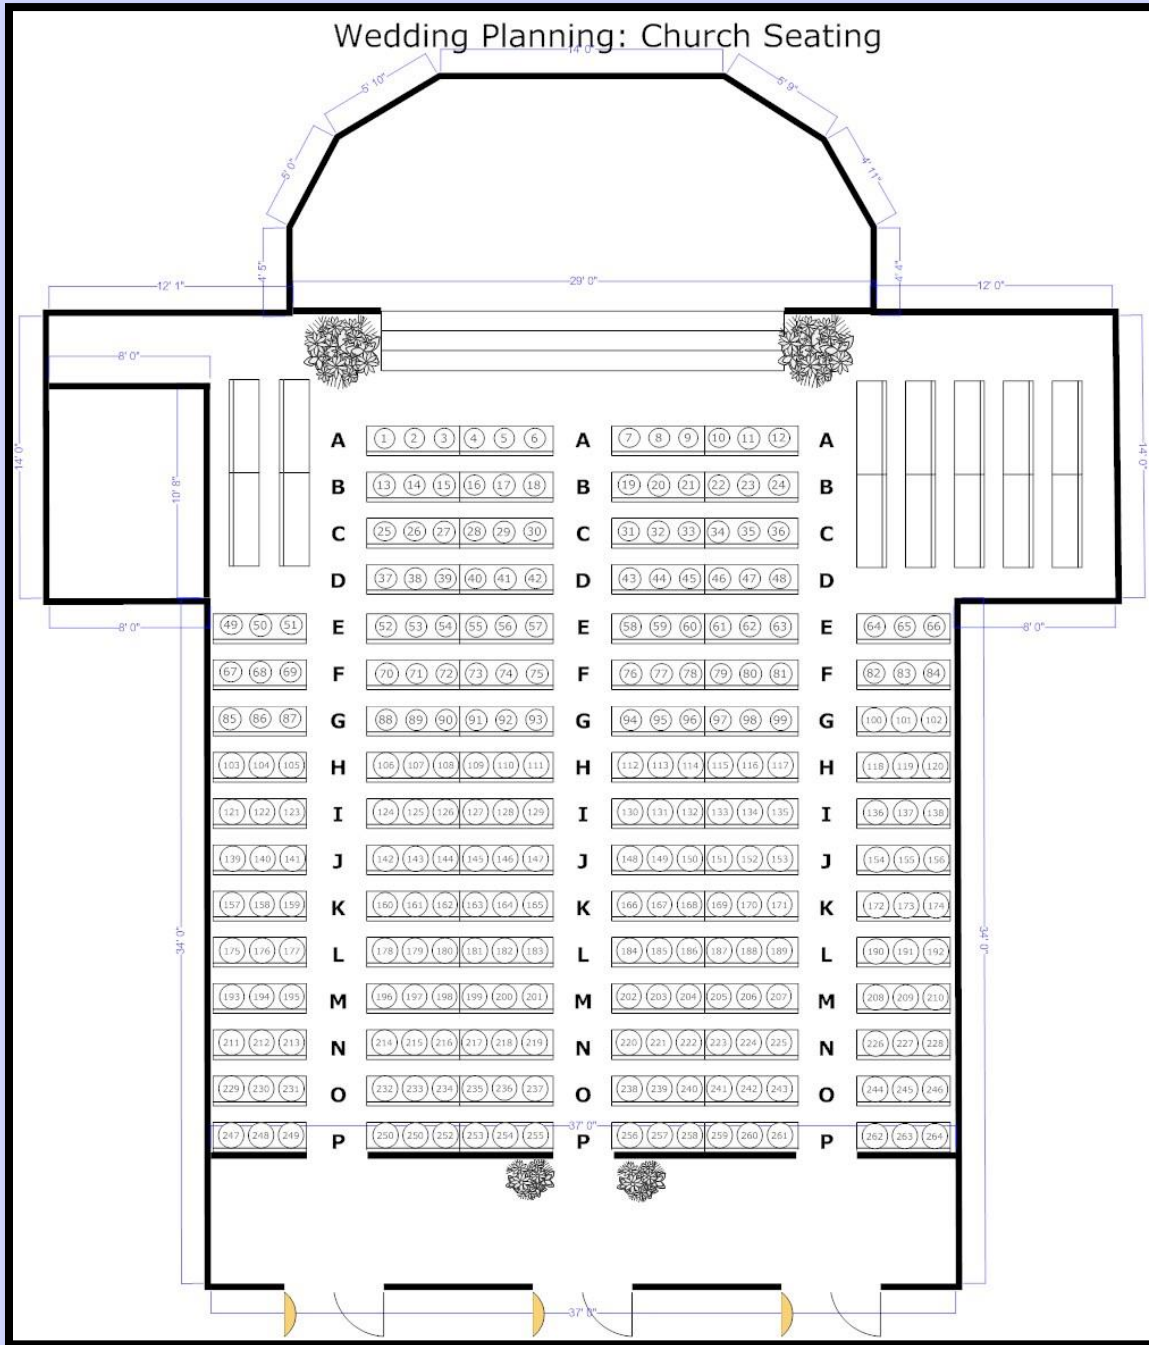 Wedding Planning: Church Seating
14' 0"
5' 10" 5' 9"
5' 0" 4' 11"
4' 5" 4' 4"
12' 1" 29' 0" 12' 0"
8' 0"
14' 0" 10' 8" 14' 0"
A 1 2 3 4 5 6 A 7 8 9 10 11 12 A
B 13 14 15 16 17 18 B 19 20 21 22 23 24 B
C 25 26 27 28 29 30 C 31 32 33 34 35 36 C
D 37 38 39 40 41 42 D 43 44 45 46 47 48 D
8' 0" 8' 0"
49 50 51 E 52 53 54 55 56 57 E 58 59 60 61 62 63 E 64 65 66
67 68 69 F 70 71 72 73 74 75 F 76 77 78 79 80 81 F 82 83 84
85 86 87 G 88 89 90 91 92 93 G 94 95 96 97 98 99 G 100 101 102
103 104 105 H 106 107 108 109 110 111 H 112 113 114 115 116 117 H 118 119 120
121 122 123 I 124 125 126 127 128 129 I 130 131 132 133 134 135 I 136 137 138
139 140 141 J 142 143 144 145 146 147 J 148 149 150 151 152 153 J 154 155 156
157 158 159 K 160 161 162 163 164 165 K 166 167 168 169 170 171 K 172 173 174
34' 0" 34' 0"
175 176 177 L 178 179 180 181 182 183 L 184 185 186 187 188 189 L 190 191 192
193 194 195 M 196 197 198 199 200 201 M 202 203 204 205 206 207 M 208 209 210
211 212 213 N 214 215 216 217 218 219 N 220 221 222 223 224 225 N 226 227 228
229 230 231 O 232 233 234 235 236 237 O 238 239 240 241 242 243 O 244 245 246
37' 0"
247 248 249 P 250 250 252 253 254 255 P 256 257 258 259 260 261 P 262 263 264
37' 0"